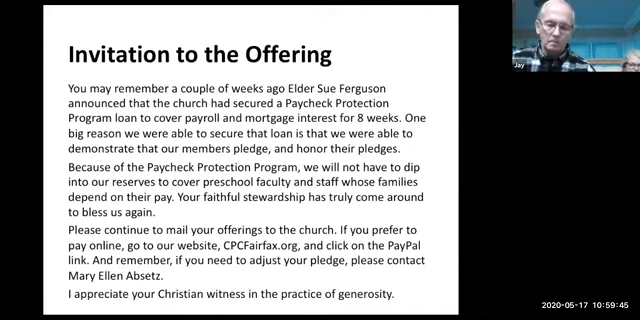 Invitation to the Offering
You may remember a couple of weeks ago Elder Sue Ferguson
announced that the church had secured a Paycheck Protection
Program loan to cover payroll and mortgage interest for 8 weeks. One
big reason we were able to secure that loan is that we were able to
demonstrate that our members pledge, and honor their pledges.
Because of the Paycheck Protection Program, we will not have to dip
into our reserves to cover preschool faculty and staff whose families
depend on their pay. Your faithful stewardship has truly come around
to bless us again.
Please continue to mail your offerings to the church. If you prefer to
pay online, go to our website, CPCFairfax.org, and click on the PayPal
link. And remember, if you need to adjust your pledge, please contact
Mary Ellen Absetz.
I appreciate your Christian witness in the practice of generosity.
Jay
2020-05-17 10:59:45